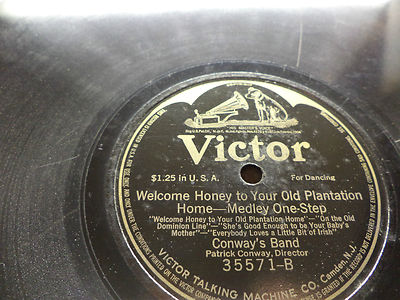 "HIS MASTER'S VOICE"
Victor
$1.25 in U. S. A.
For Dancing
Welcome Honey to Your Old Plantation
Home—Medley One-Step
"Welcome Honey to Your Old Plantation Home"—"On the Old
Dominion Line"—"She's Good Enough to be Your Baby's
Mother"—"Everybody Loves a Little Bit of Irish"
Conway's Band
Patrick Conway, Director
35571-B
VICTOR TALKING MACHINE CO. Camden, N.J.